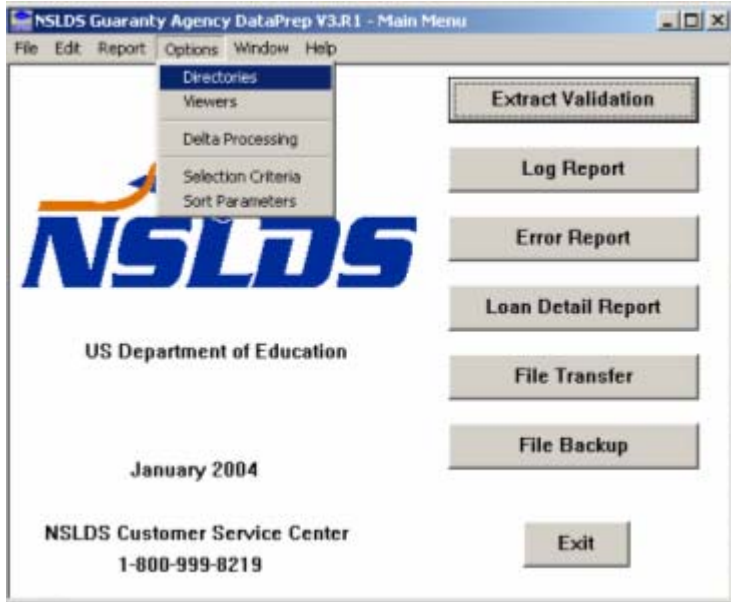 NSLDS Guaranty Agency DataPrep V3.R1 - Main Menu
File Edit Report Options Window Help
Directories
Viewers
Delta Processing
Selection Criteria
Sort Parameters
NSLDS
US Department of Education
January 2004
NSLDS Customer Service Center
1-800-999-8219
Extract Validation
Log Report
Error Report
Loan Detail Report
File Transfer
File Backup
Exit